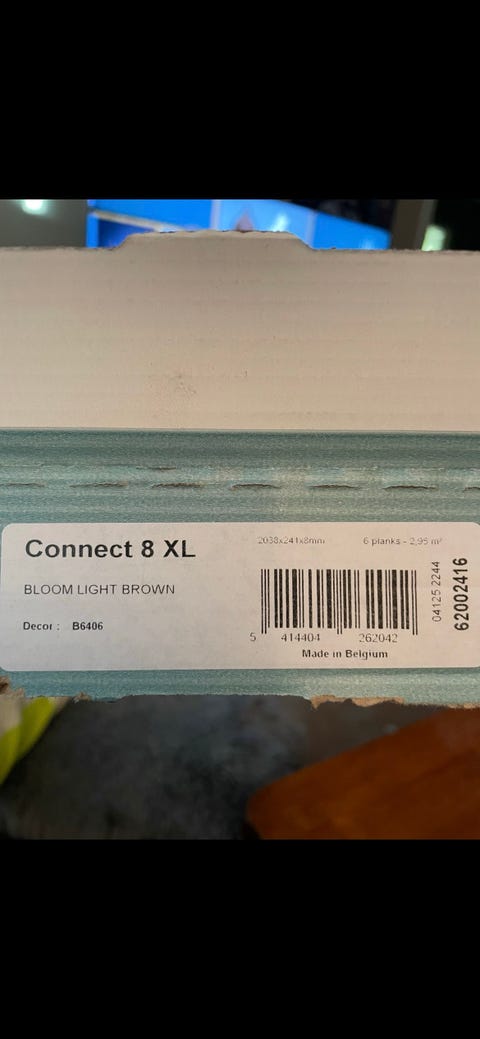 Connect 8 XL
2038x241x8mm 6 planks - 2,95 m²
BLOOM LIGHT BROWN
Decor : B6406
5 414404 262042
Made in Belgium
04125 2244
62002416